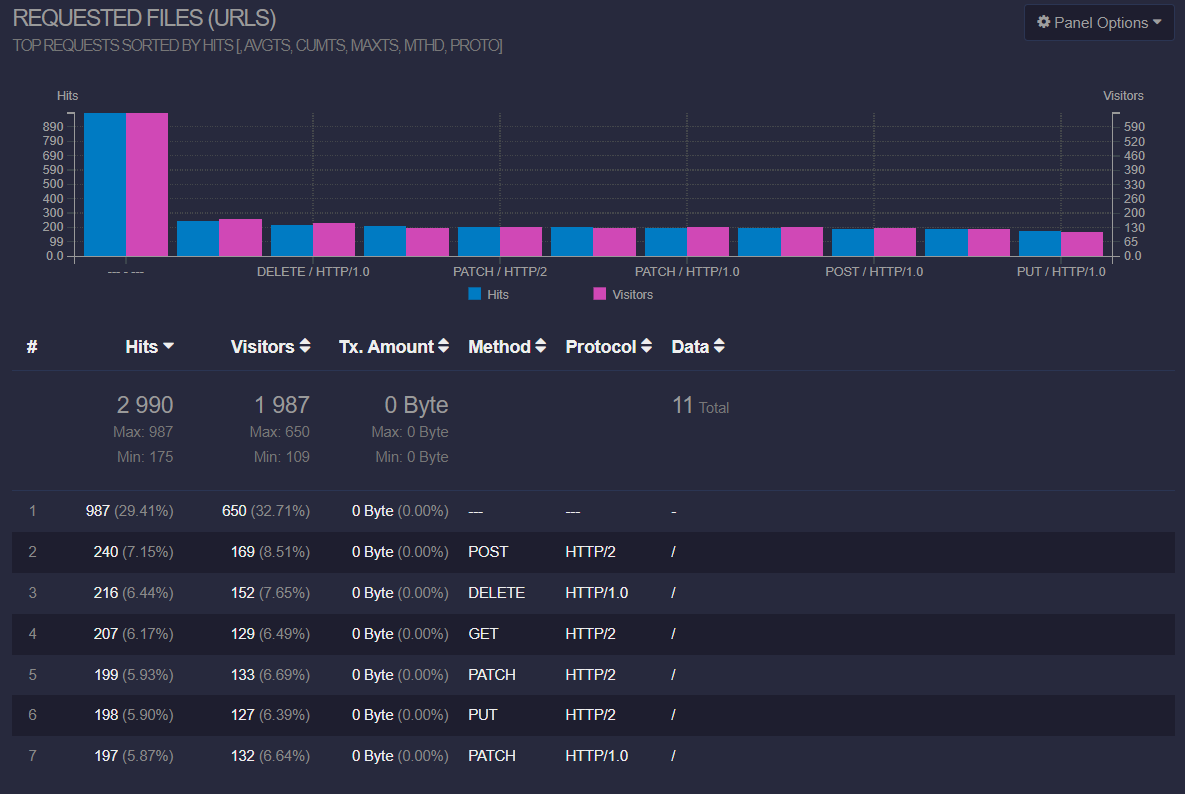 REQUESTED FILES (URLS)
Panel Options
TOP REQUESTS SORTED BY HITS [, AVGTS, CUMTS, MAXTS, MTHD, PROTO]
Hits Visitors
890 590
790 520
690 460
590 390
500 330
400 260
300 200
200 130
99 65
0.0 0.0
--- - --- DELETE / HTTP/1.0 PATCH / HTTP/2 PATCH / HTTP/1.0 POST / HTTP/1.0 PUT / HTTP/1.0
Hits Visitors
# Hits Visitors Tx. Amount Method Protocol Data
2 990 1 987 0 Byte 11 Total
Max: 987 Max: 650 Max: 0 Byte
Min: 175 Min: 109 Min: 0 Byte
1 987 (29.41%) 650 (32.71%) 0 Byte (0.00%) --- --- -
2 240 (7.15%) 169 (8.51%) 0 Byte (0.00%) POST HTTP/2 /
3 216 (6.44%) 152 (7.65%) 0 Byte (0.00%) DELETE HTTP/1.0 /
4 207 (6.17%) 129 (6.49%) 0 Byte (0.00%) GET HTTP/2 /
5 199 (5.93%) 133 (6.69%) 0 Byte (0.00%) PATCH HTTP/2 /
6 198 (5.90%) 127 (6.39%) 0 Byte (0.00%) PUT HTTP/2 /
7 197 (5.87%) 132 (6.64%) 0 Byte (0.00%) PATCH HTTP/1.0 /